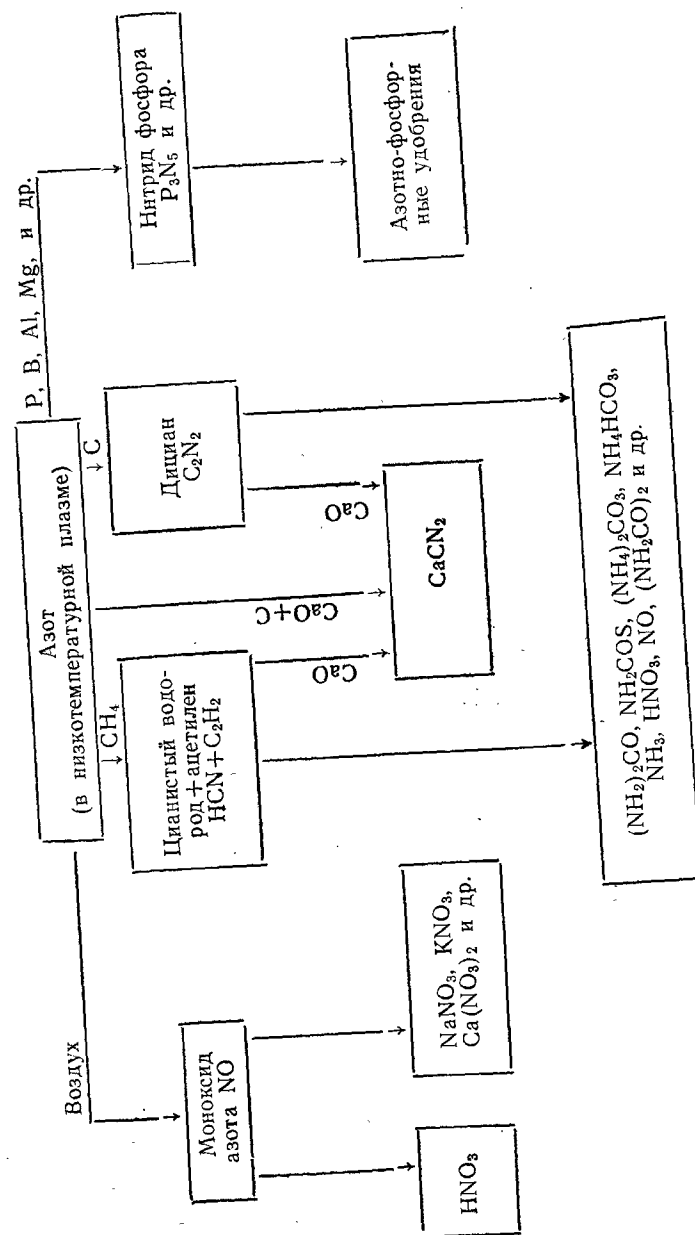 Азот
(в низкотемпературной плазме)
Воздух
↓CH₄
↓C
P, B, Al, Mg, и др.
Моноксид
азота NO
Цианистый водо-
род+ацетилен
HCN+C₂H₂
Дициан
C₂N₂
Нитрид фосфора
P₃N₅ и др.
CaO
CaO+C
CaO
HNO₃
NaNO₃, KNO₃,
Ca(NO₃)₂ и др.
CaCN₂
Азотно-фосфор-
ные удобрения
(NH₂)₂CO, NH₂COS, (NH₄)₂CO₃, NH₄HCO₃,
NH₃, HNO₃, NO, (NH₂CO)₂ и др.